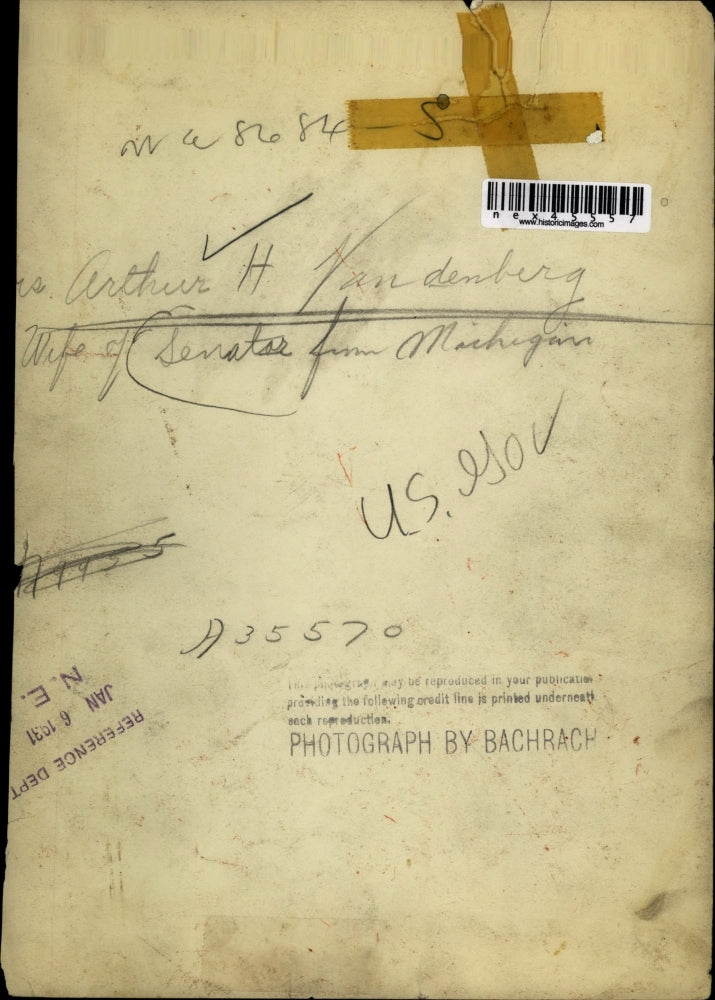 W 8684-S
nex45557
www.historicimages.com
rs. Arthur H Vandenberg
Wife of Senator from Michigan
U.S. Gov
A35570
This photograph may be reproduced in your publication
providing the following credit line is printed underneath
each reproduction.
PHOTOGRAPH BY BACHRACH
REFERENCE DEPT
JAN 6 1931
N. E.